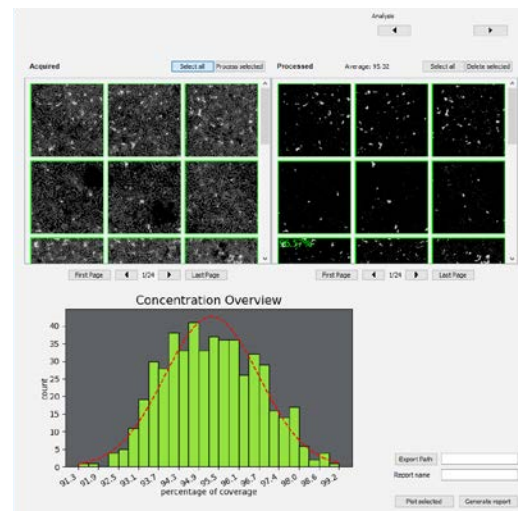 Analysis
Acquired
Select all
Process selected
Processed
Average: 95.32
Select all
Delete selected
First Page
1/24
Last Page
First Page
1/24
Last Page
Concentration Overview
count
40
35
30
25
20
15
10
5
0
91.3
91.9
92.5
93.1
93.7
94.3
94.9
95.5
96.1
96.7
97.4
98.0
98.6
99.2
percentage of coverage
Export Path
Report name
Plot selected
Generate report